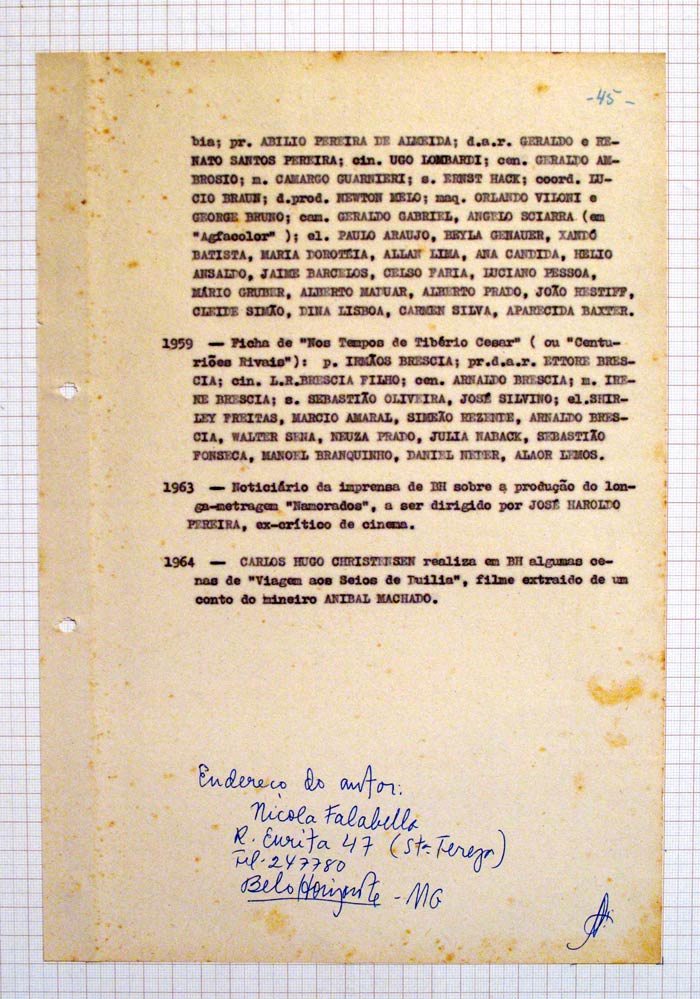 -45-
bia; pr. ABILIO PEREIRA DE ALMEIDA; d.a.r. GERALDO e RE-
NATO SANTOS PEREIRA; cin. UGO LOMBARDI; cen. GERALDO AM-
BROSIO; m. CAMARGO GUARNIERI; s. ERNST HACK; coord. LU-
CIO BRAUN; d.prod. NEWTON MELO; maq. ORLANDO VILONI e
GEORGE BRUNO; cam. GERALDO GABRIEL, ANGELO SCIARRA (em
"Agfacolor" ); el. PAULO ARAUJO, BEYLA GENAUER, XANDÓ
BATISTA, MARIA DOROTÉIA, ALLAN LIMA, ANA CANDIDA, HELIO
ANSALDO, JAIME BARCELOS, CELSO FARIA, LUCIANO PESSOA,
MÁRIO GRUBER, ALBERTO MADUAR, ALBERTO PRADO, JOÃO RESTIFF,
CLEIDE SIMÃO, DINA LISBOA, CARMEN SILVA, APARECIDA BAXTER.
1959 — Ficha de "Nos Tempos de Tibério Cesar" ( ou "Centu-
riões Rivais"): p. IRMÃOS BRESCIA; pr.d.a.r. ETTORE BRES-
CIA; cin. L.R.BRESCIA FILHO; cen. ARNALDO BRESCIA; m. IRE-
NE BRESCIA; s. SEBASTIÃO OLIVEIRA, JOSÉ SILVINO; el.SHIR-
LEY FREITAS, MARCIO AMARAL, SIMEÃO REZENDE, ARNALDO BRES-
CIA, WALTER SENA, NEUZA PRADO, JULIA NABACK, SEBASTIÃO
FONSECA, MANOEL BRANQUINHO, DANIEL NEDER, ALAOR LEMOS.
1963 — Noticiário da imprensa de BH sobre a produção do lon-
ga-metragem "Namorados", a ser dirigido por JOSÉ HAROLDO
PEREIRA, ex-crítico de cinema.
1964 — CARLOS HUGO CHRISTENSEN realiza em BH algumas ce-
nas de "Viagem aos Seios de Duilia", filme extraido de um
conto do mineiro ANIBAL MACHADO.
Endereço do autor:
Nicola Falabella
R. Eurita 47 (Sta. Tereza)
Tel. 247780
Belo Horizonte - MG